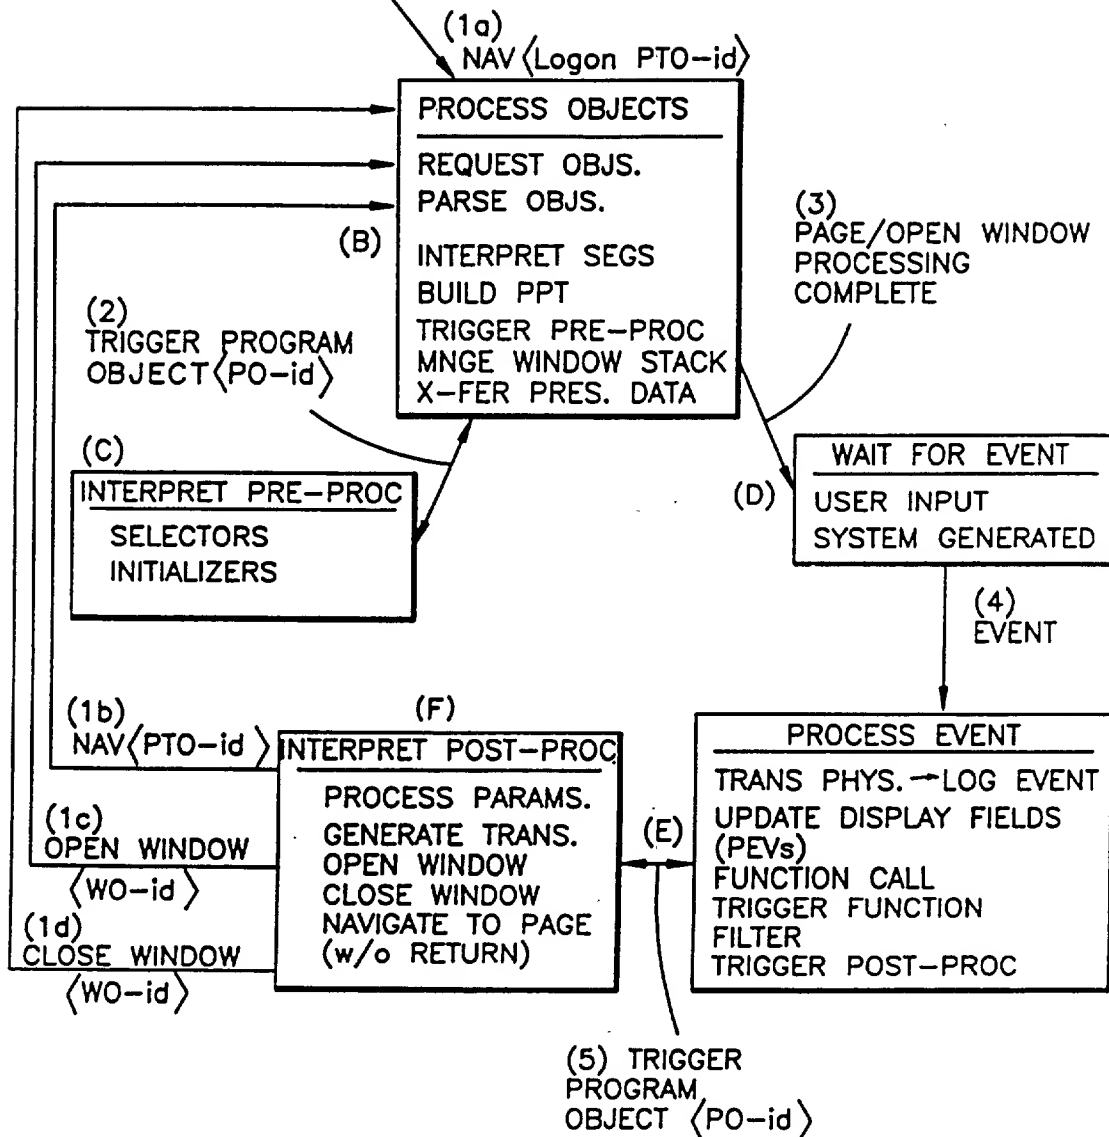 (1a)
NAV⟨Logon PTO-id⟩
PROCESS OBJECTS
REQUEST OBJS.
PARSE OBJS.
(B)
INTERPRET SEGS
BUILD PPT
TRIGGER PRE-PROC
MNGE WINDOW STACK
X-FER PRES. DATA
(3)
PAGE/OPEN WINDOW
PROCESSING
COMPLETE
(2)
TRIGGER PROGRAM
OBJECT⟨PO-id⟩
(C)
INTERPRET PRE-PROC
SELECTORS
INITIALIZERS
WAIT FOR EVENT
(D)
USER INPUT
SYSTEM GENERATED
(4)
EVENT
(1b)
NAV⟨PTO-id⟩
(1c)
OPEN WINDOW
⟨WO-id⟩
(1d)
CLOSE WINDOW
⟨WO-id⟩
(F)
INTERPRET POST-PROC
PROCESS PARAMS.
GENERATE TRANS.
OPEN WINDOW
CLOSE WINDOW
NAVIGATE TO PAGE
(w/o RETURN)
(E)
PROCESS EVENT
TRANS PHYS.→LOG EVENT
UPDATE DISPLAY FIELDS
(PEVs)
FUNCTION CALL
TRIGGER FUNCTION
FILTER
TRIGGER POST-PROC
(5) TRIGGER
PROGRAM
OBJECT ⟨PO-id⟩